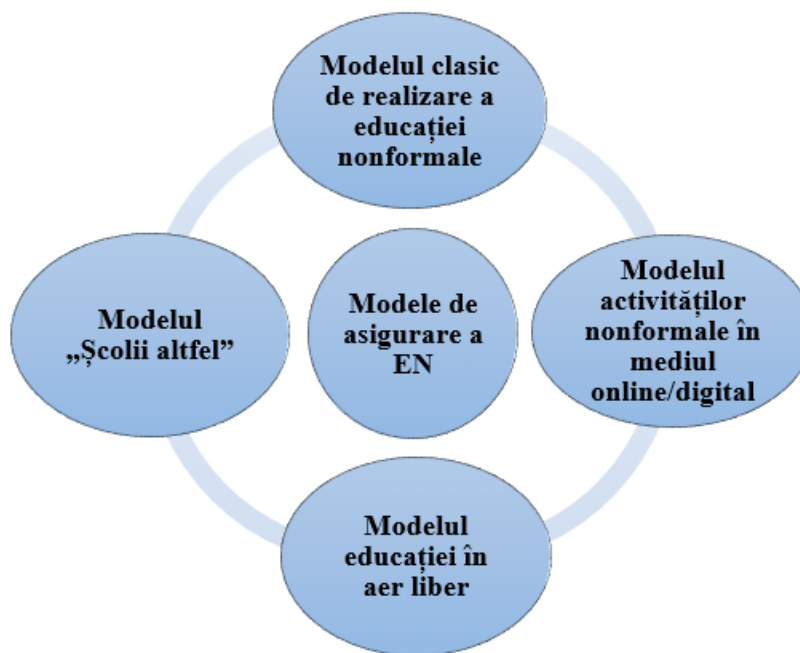 Modelul clasic
de realizare a
educației
nonformale
Modelul
„Școlii altfel”
Modele de
asigurare a
EN
Modelul
activităților
nonformale în
mediul
online/digital
Modelul
educației în
aer liber